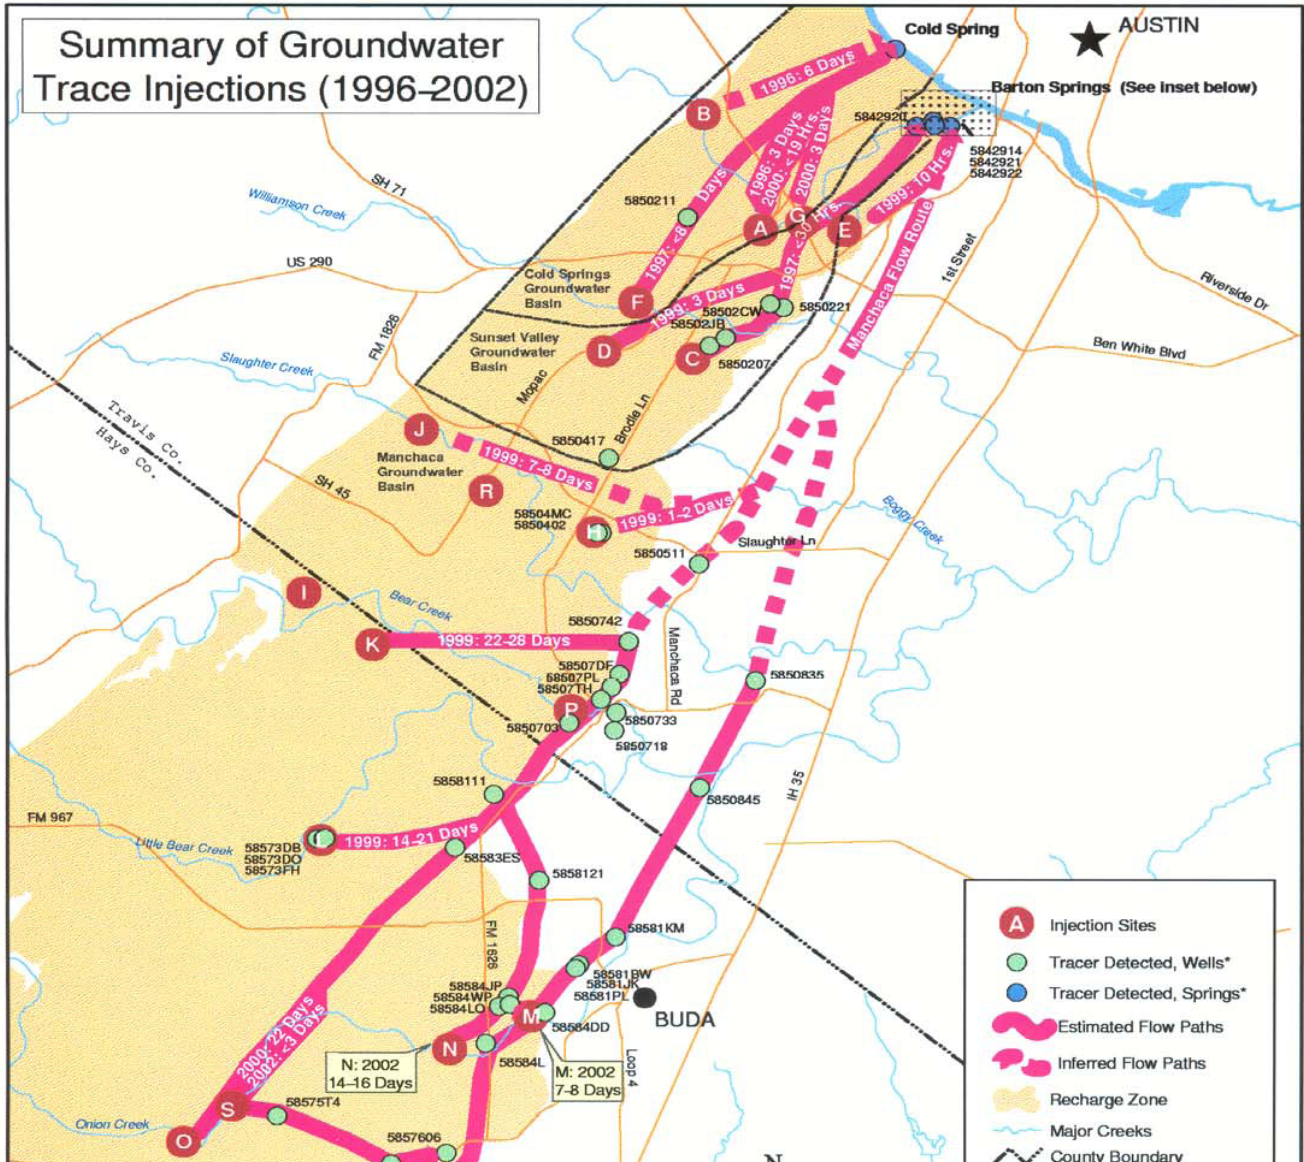 Summary of Groundwater
Trace Injections (1996–2002)
Cold Spring
AUSTIN
Barton Springs (See inset below)
1996: 6 Days
B
5842920
5842914
5842921
5842922
SH 71
Williamson Creek
1996: 3 Days
2000: <19 Hrs.
2000: 3 Days
1999: 10 Hrs.
5850211
1997: <8 Days
A
G
E
1997: <30 Hrs.
Manchaca Flow Route
1st Street
US 290
Cold Springs
Groundwater
Basin
F
1999: 3 Days
58502CW
5850221
58502JB
Riverside Dr
FM 1826
Sunset Valley
Groundwater
Basin
D
C
5850207
Ben White Blvd
Slaughter Creek
Mopac
Brodie Ln
Travis Co.
Hays Co.
J
5850417
Manchaca
Groundwater
Basin
1999: 7-8 Days
R
SH 45
58504MC
5850402
H
1999: 1-2 Days
Boggy Creek
5850511
Slaughter Ln
I
Bear Creek
5850742
K
1999: 22-28 Days
Manchaca Rd
58507DF
58507PL
58507TH
5850835
P
5850703
5850733
5850718
5858111
5850845
IH 35
FM 967
Little Bear Creek
1999: 14-21 Days
58573DB
58573DO
58573FH
58583ES
5858121
FM 1626
58581KM
58581BW
58581JK
58581PL
58584JP
58584WP
58584LO
M
58584DD
BUDA
N
58584L
N: 2002
14–16 Days
M: 2002
7-8 Days
Loop 4
2000: 22 Days
2002: <3 Days
S
58575T4
Onion Creek
O
5857606
A
Injection Sites
Tracer Detected, Wells*
Tracer Detected, Springs*
Estimated Flow Paths
Inferred Flow Paths
Recharge Zone
Major Creeks
County Boundary
N